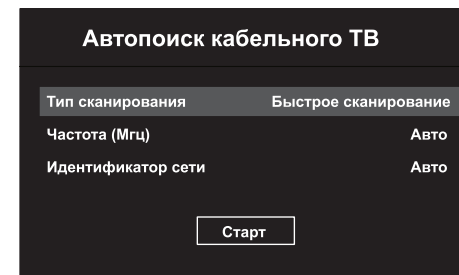 Автопоиск кабельного ТВ
Тип сканирования Быстрое сканирование
Частота (Мгц) Авто
Идентификатор сети Авто
Старт